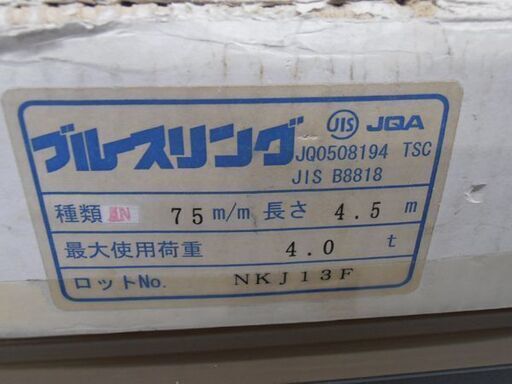 ブルースリング JIS JQA
JQ0508194 TSC
JIS B8818
種類 N 75 m/m 長さ 4.5 m
最大使用荷重 4.0 t
ロットNo. NKJ13F